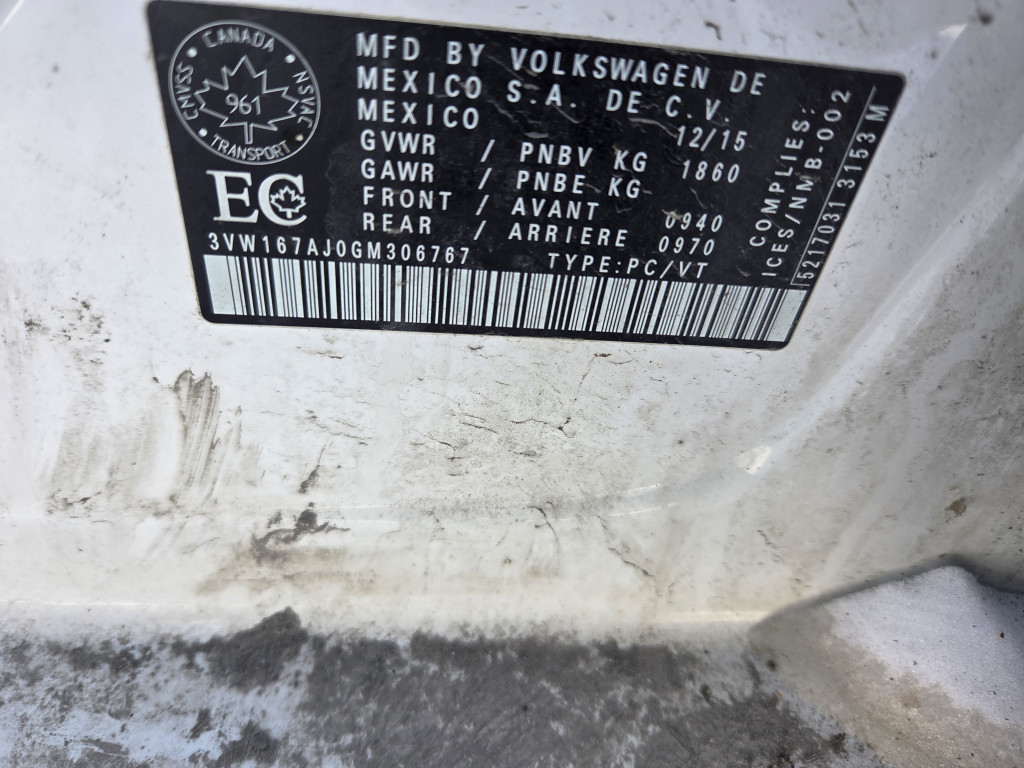 CANADA
CMVSS
NSVAC
961
TRANSPORT
EC
MFD BY VOLKSWAGEN DE
MEXICO S.A. DE C.V.
MEXICO 12/15
GVWR / PNBV KG 1860
GAWR / PNBE KG
FRONT / AVANT 0940
REAR / ARRIERE 0970
3VW167AJ0GM306767 TYPE:PC/VT
COMPLIES:
ICES/NMB-002
5217031 3153 M